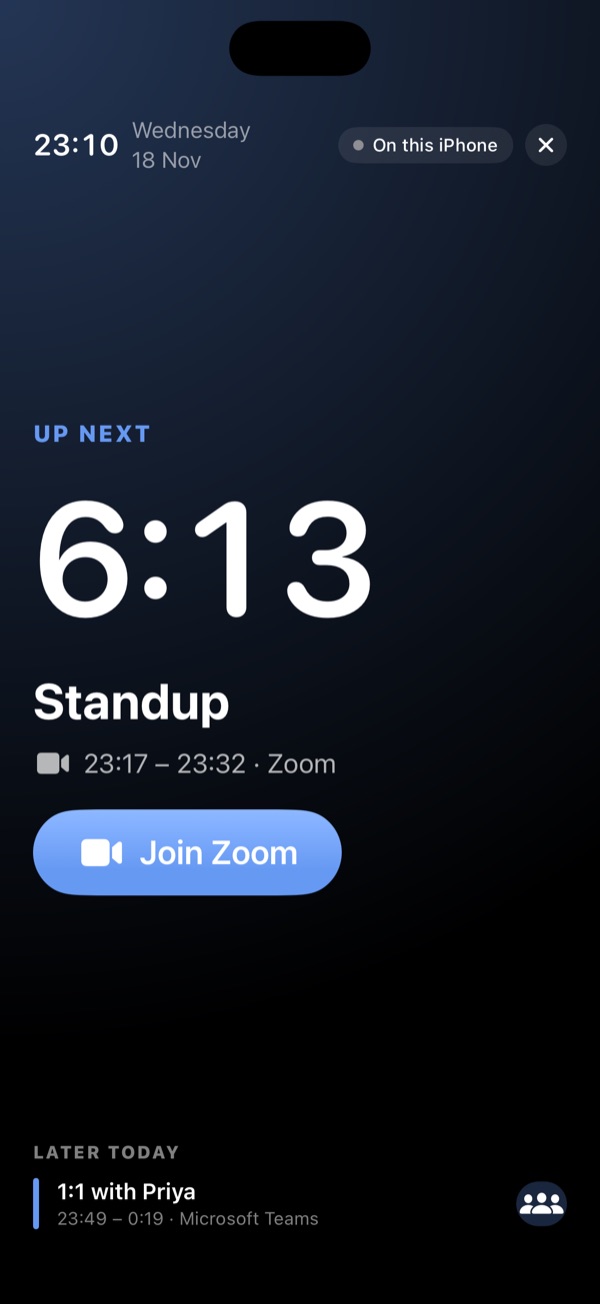 23:10
Wednesday
18 Nov
On this iPhone
UP NEXT
6:13
Standup
23:17 – 23:32 · Zoom
Join Zoom
LATER TODAY
1:1 with Priya
23:49 – 0:19 · Microsoft Teams